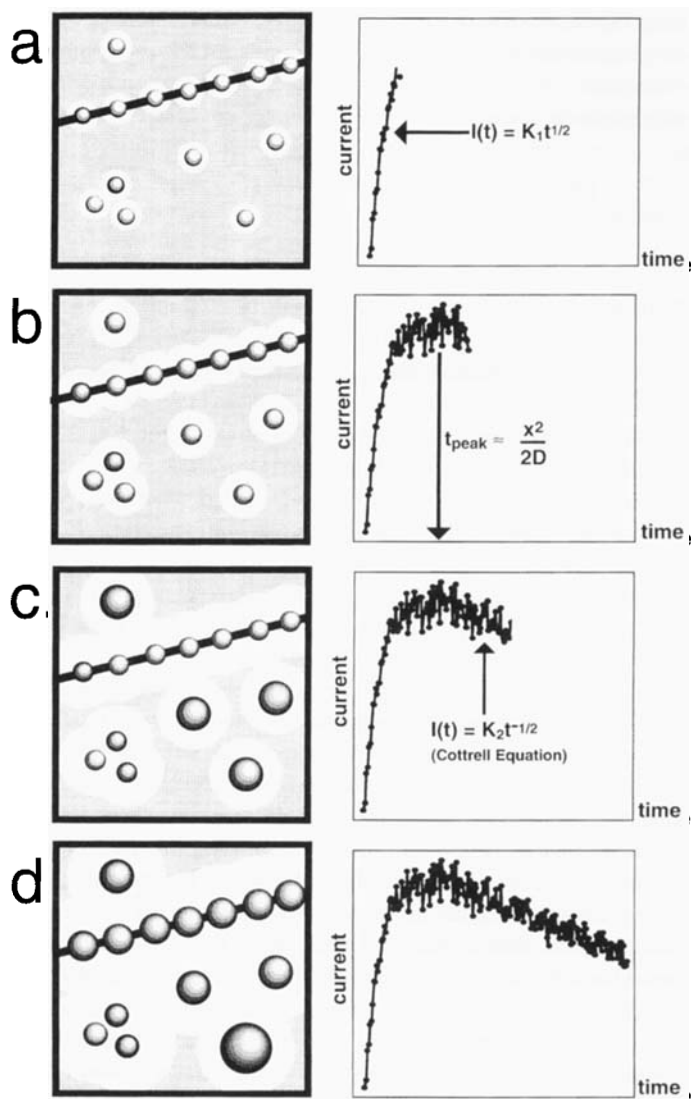 a
current
I(t) = K₁t¹/²
time
b
current
tpeak ≈ x²
2D
time
c.
current
I(t) = K₂t⁻¹/²
(Cottrell Equation)
time
d
current
time